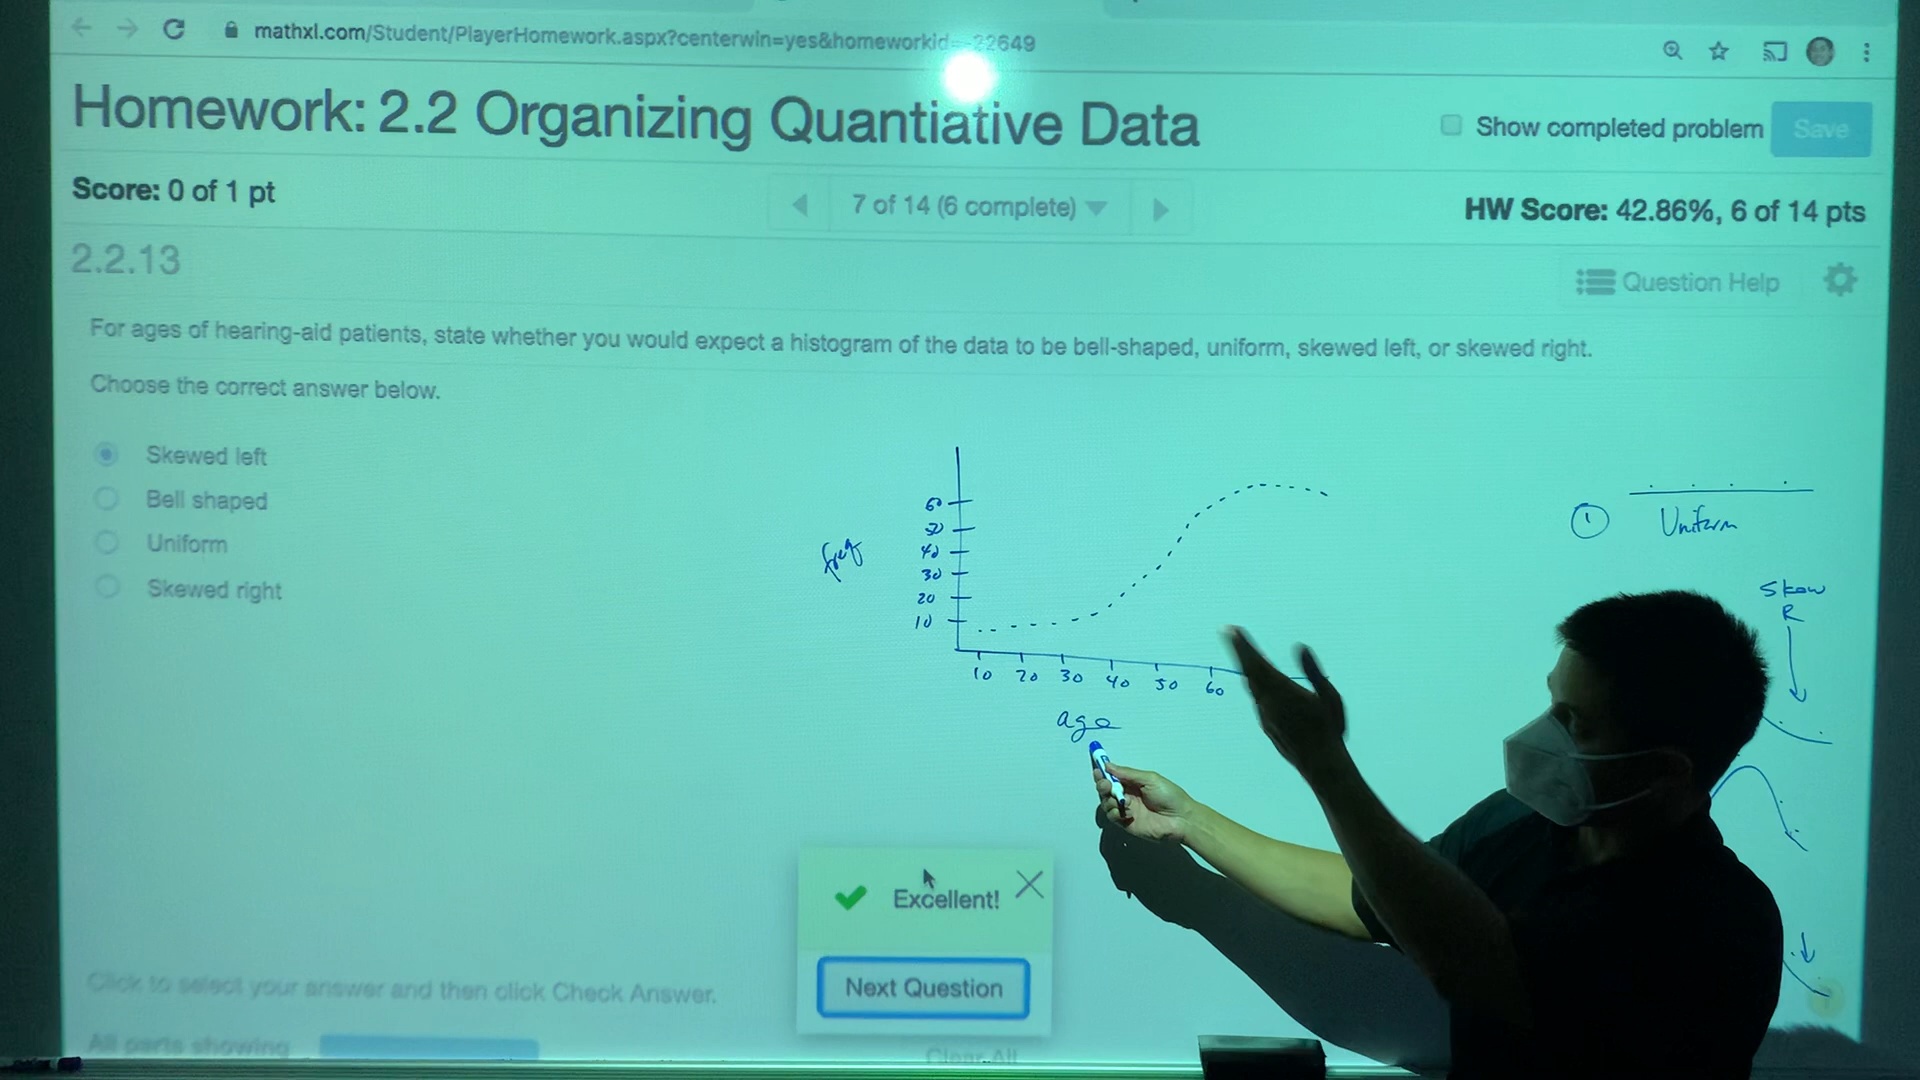 mathxl.com/Student/PlayerHomework.aspx?centerwin=yes&homeworkid=
Homework: 2.2 Organizing Quantiative Data
Show completed problem
Save
Score: 0 of 1 pt
7 of 14 (6 complete)
HW Score: 42.86%, 6 of 14 pts
2.2.13
Question Help
For ages of hearing-aid patients, state whether you would expect a histogram of the data to be bell-shaped, uniform, skewed left, or skewed right.
Choose the correct answer below.
Skewed left
Bell shaped
Uniform
Skewed right
freq
60
50
40
30
20
10
10 20 30 40 50 60
age
1 Uniform
Skew
R
Excellent!
Next Question
Click to select your answer and then click Check Answer.
All parts showing
Clear All